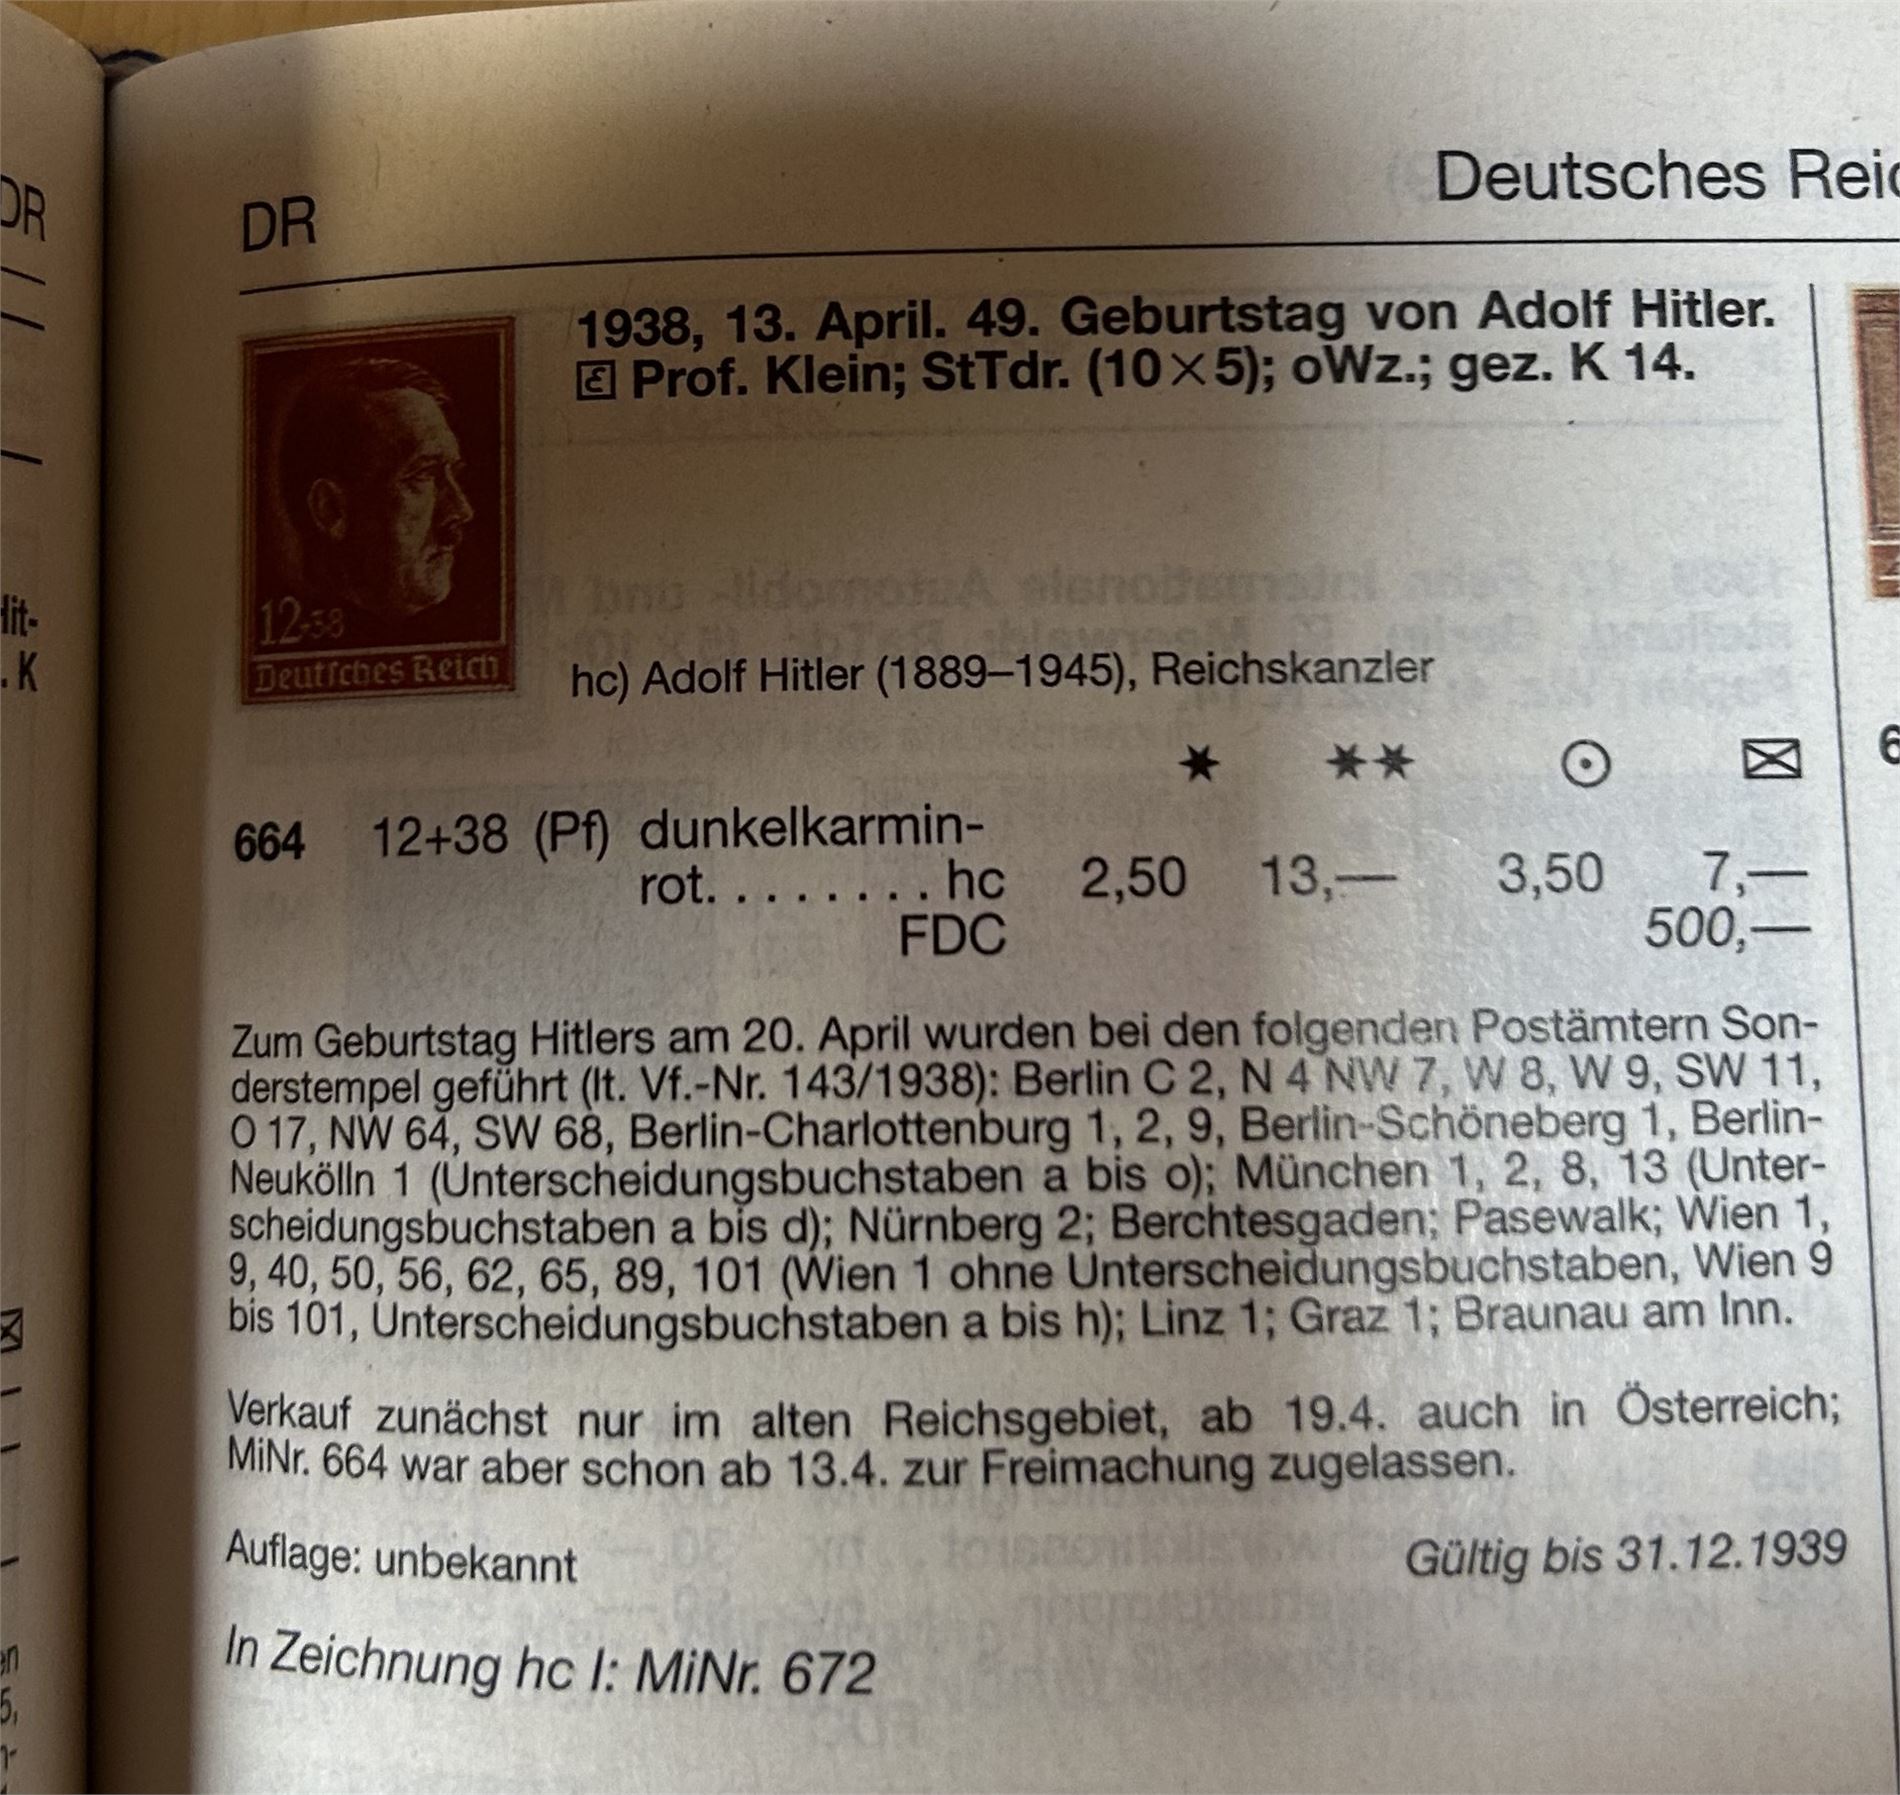 DR
Deutsches Reic
DR
1938, 13. April. 49. Geburtstag von Adolf Hitler.
E Prof. Klein; StTdr. (10×5); oWz.; gez. K 14.
12+38
Deutsches Reich
hc) Adolf Hitler (1889–1945), Reichskanzler
✶ ✶✶ ⊙ ✉
664 12+38 (Pf) dunkelkarmin-
rot. . . . . . . . . hc 2,50 13,— 3,50 7,—
FDC 500,—
Zum Geburtstag Hitlers am 20. April wurden bei den folgenden Postämtern Son-
derstempel geführt (lt. Vf.-Nr. 143/1938): Berlin C 2, N 4 NW 7, W 8, W 9, SW 11,
O 17, NW 64, SW 68, Berlin-Charlottenburg 1, 2, 9, Berlin-Schöneberg 1, Berlin-
Neukölln 1 (Unterscheidungsbuchstaben a bis o); München 1, 2, 8, 13 (Unter-
scheidungsbuchstaben a bis d); Nürnberg 2; Berchtesgaden; Pasewalk; Wien 1,
9, 40, 50, 56, 62, 65, 89, 101 (Wien 1 ohne Unterscheidungsbuchstaben, Wien 9
bis 101, Unterscheidungsbuchstaben a bis h); Linz 1; Graz 1; Braunau am Inn.
Verkauf zunächst nur im alten Reichsgebiet, ab 19.4. auch in Österreich;
MiNr. 664 war aber schon ab 13.4. zur Freimachung zugelassen.
Auflage: unbekannt Gültig bis 31.12.1939
In Zeichnung hc I: MiNr. 672